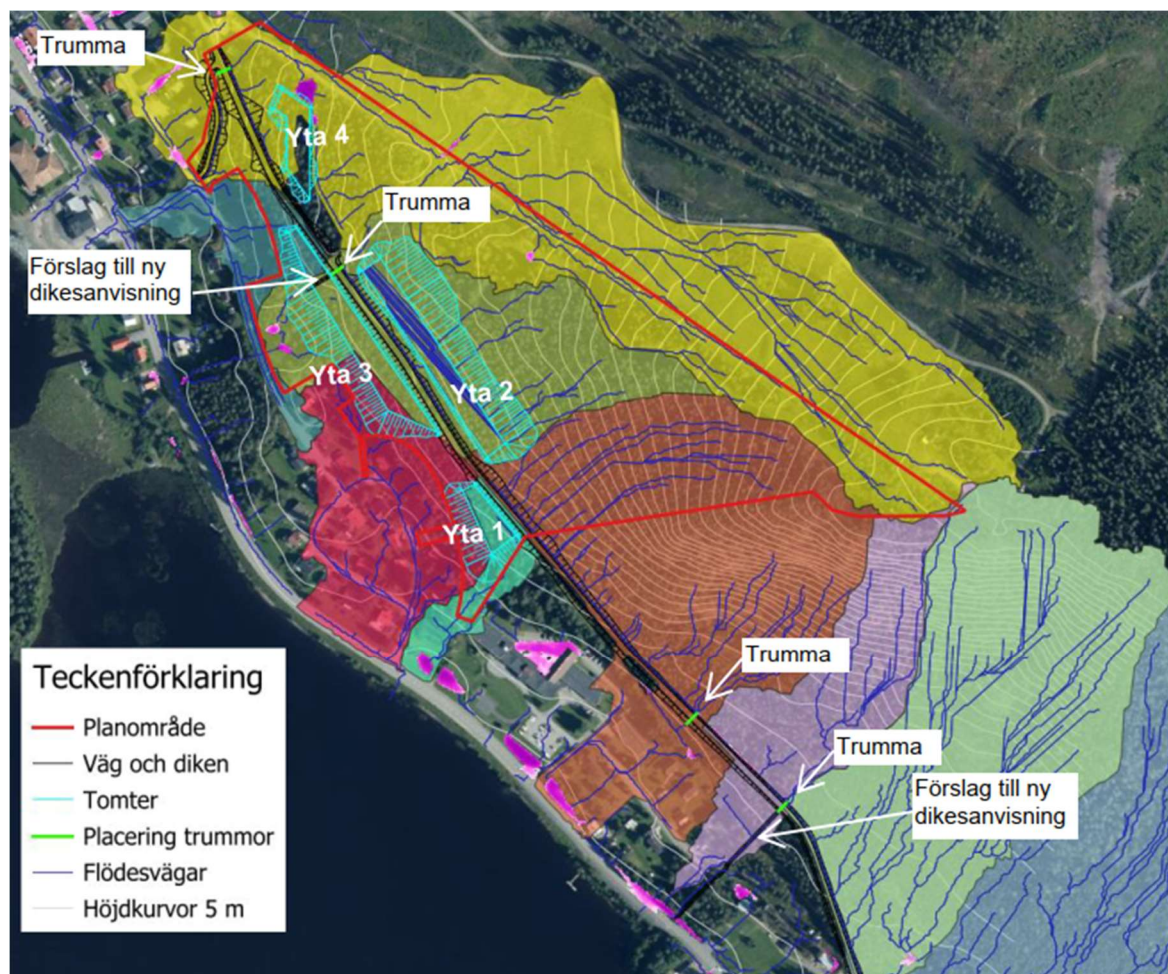 Trumma
Yta 4
Trumma
Förslag till ny
dikesanvisning
Yta 3
Yta 2
Yta 1
Trumma
Trumma
Förslag till ny
dikesanvisning
Teckenförklaring
Planområde
Väg och diken
Tomter
Placering trummor
Flödesvägar
Höjdkurvor 5 m